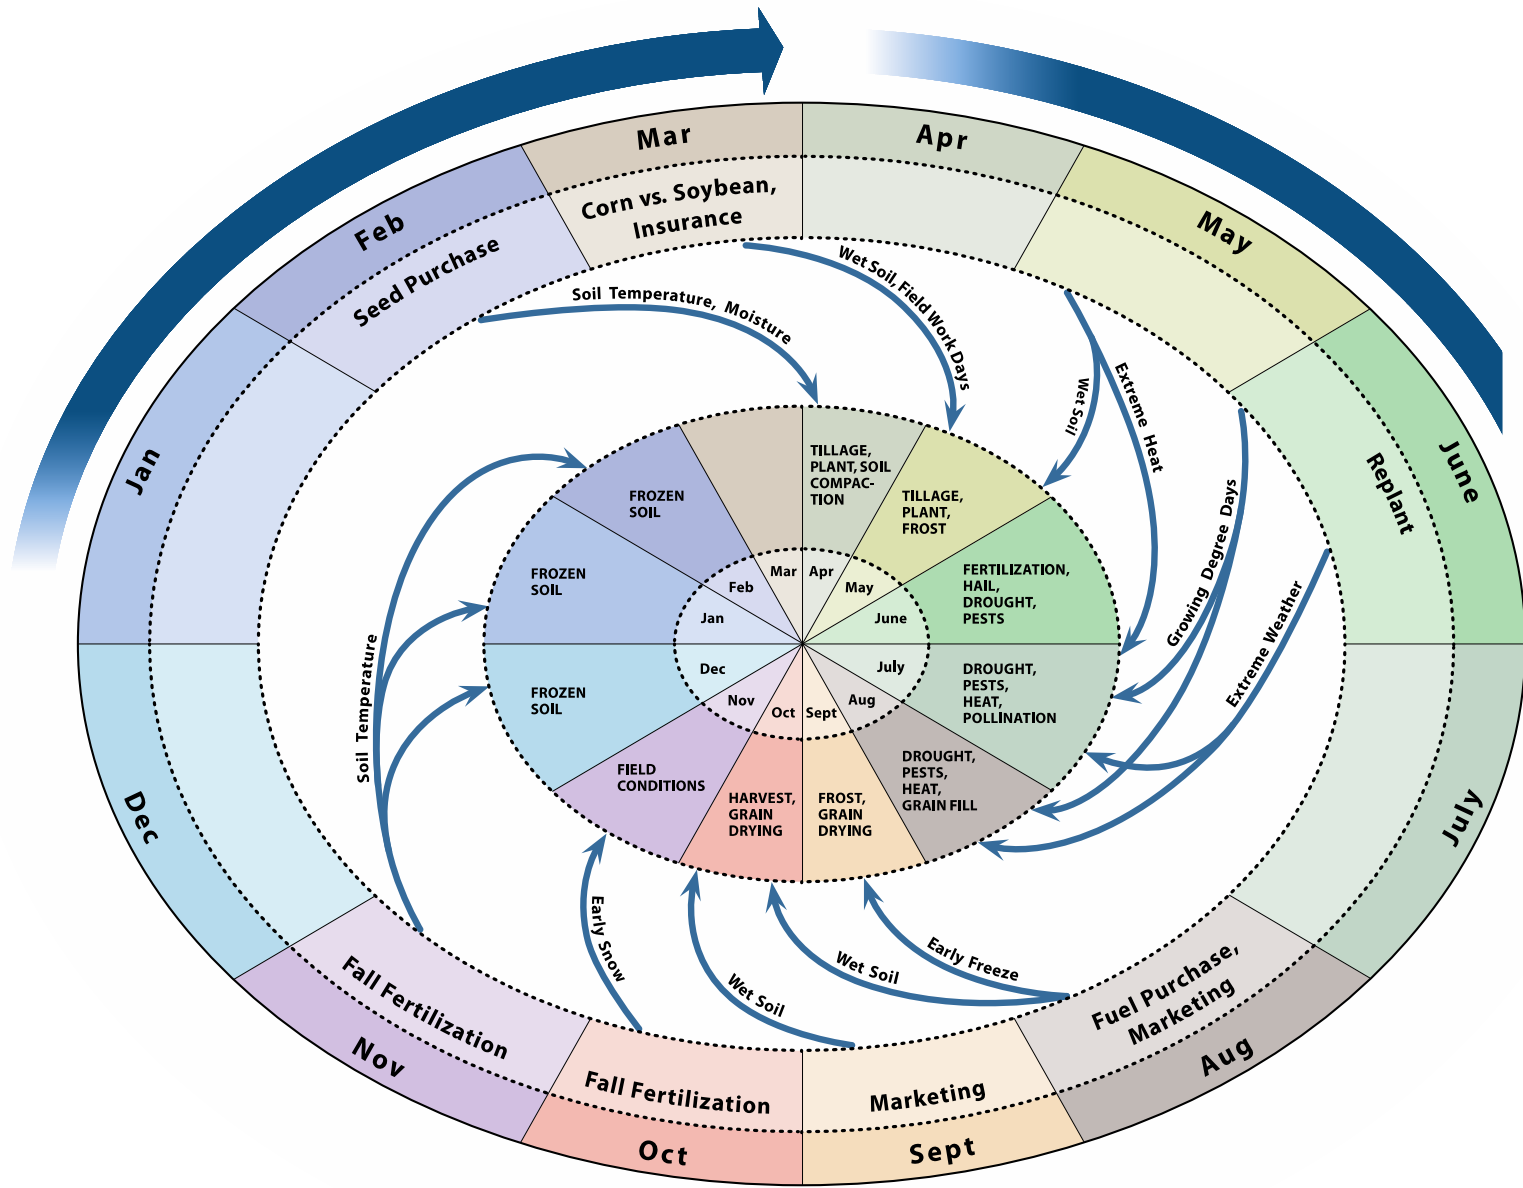 Mar
Apr
May
June
July
Aug
Sept
Oct
Nov
Dec
Jan
Feb
Corn vs. Soybean,
Insurance
Replant
Fuel Purchase,
Marketing
Marketing
Fall Fertilization
Fall Fertilization
Seed Purchase
Soil Temperature, Moisture
Wet Soil, Field Work Days
Wet Soil
Extreme Heat
Growing Degree Days
Extreme Weather
Early Freeze
Wet Soil
Wet Soil
Early Snow
Soil Temperature
TILLAGE,
PLANT, SOIL
COMPAC-
TION
TILLAGE,
PLANT,
FROST
FERTILIZATION,
HAIL,
DROUGHT,
PESTS
DROUGHT,
PESTS,
HEAT,
POLLINATION
DROUGHT,
PESTS,
HEAT,
GRAIN FILL
FROST,
GRAIN
DRYING
HARVEST,
GRAIN
DRYING
FIELD
CONDITIONS
FROZEN
SOIL
FROZEN
SOIL
FROZEN
SOIL
Mar
Apr
May
June
July
Aug
Sept
Oct
Nov
Dec
Jan
Feb